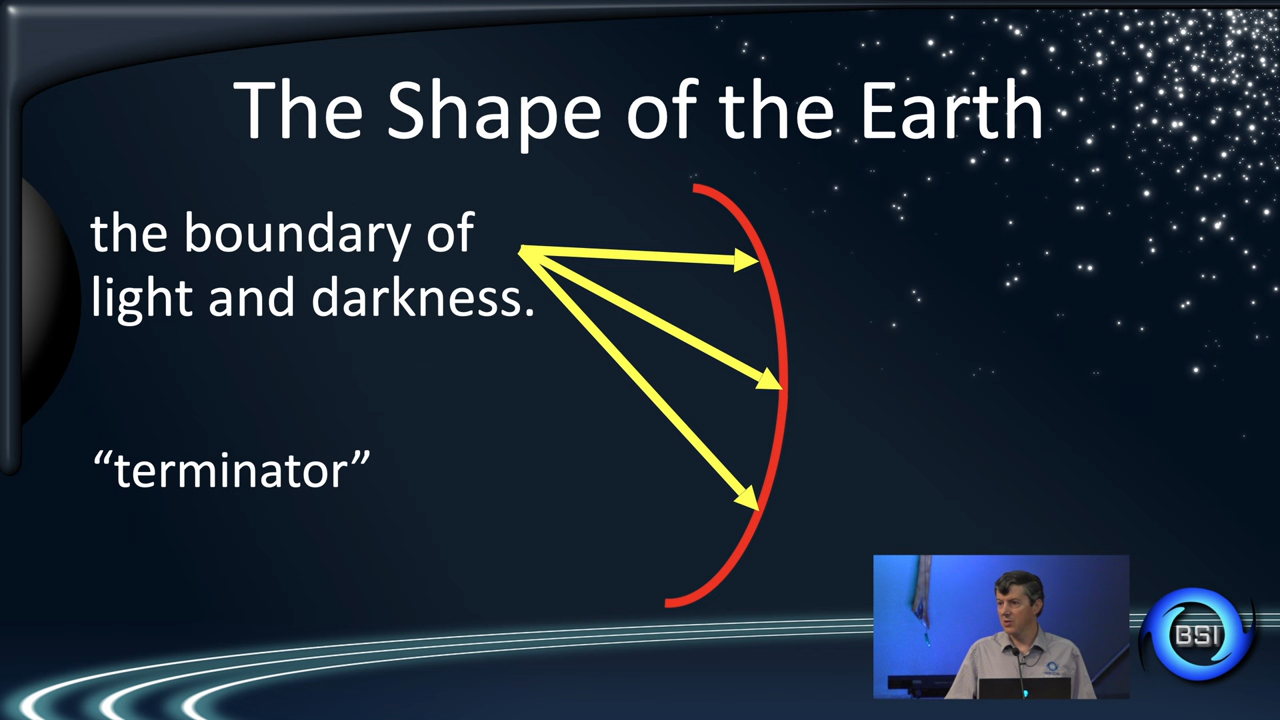 The Shape of the Earth
the boundary of
light and darkness.
“terminator”
BSI